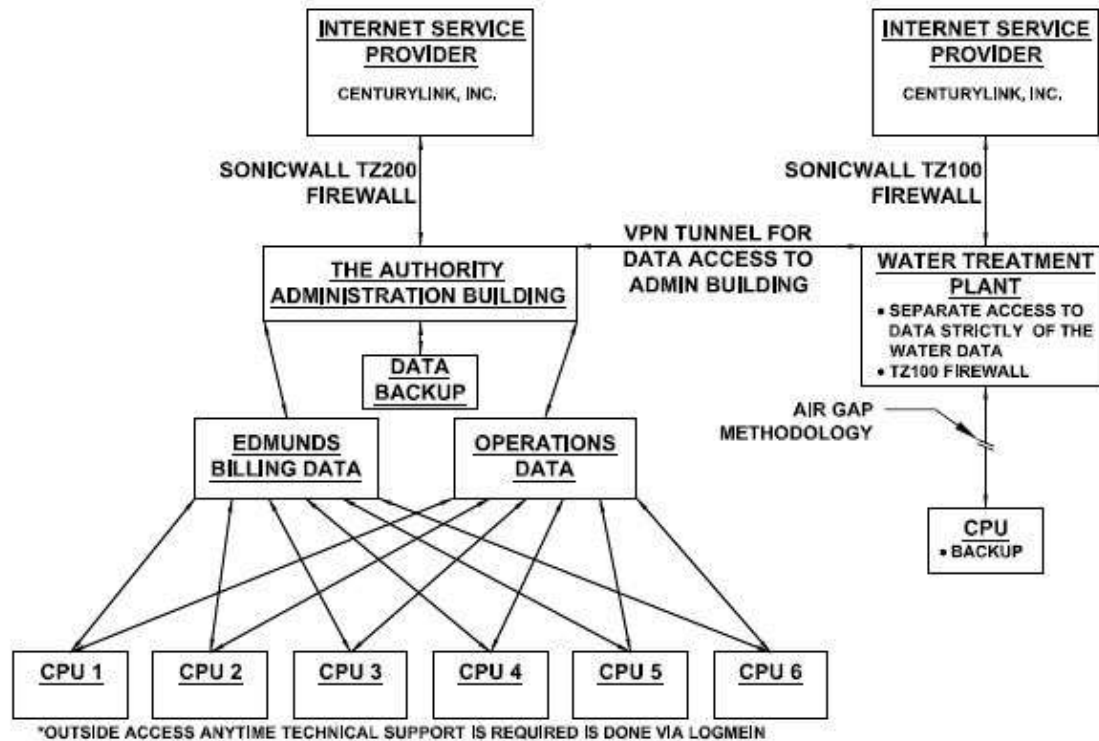 INTERNET SERVICE
PROVIDER
CENTURYLINK, INC.
INTERNET SERVICE
PROVIDER
CENTURYLINK, INC.
SONICWALL TZ200
FIREWALL
SONICWALL TZ100
FIREWALL
VPN TUNNEL FOR
DATA ACCESS TO
ADMIN BUILDING
THE AUTHORITY
ADMINISTRATION BUILDING
WATER TREATMENT
PLANT
• SEPARATE ACCESS TO
DATA STRICTLY OF THE
WATER DATA
• TZ100 FIREWALL
DATA
BACKUP
AIR GAP
METHODOLOGY
EDMUNDS
BILLING DATA
OPERATIONS
DATA
CPU
• BACKUP
CPU 1
CPU 2
CPU 3
CPU 4
CPU 5
CPU 6
*OUTSIDE ACCESS ANYTIME TECHNICAL SUPPORT IS REQUIRED IS DONE VIA LOGMEIN